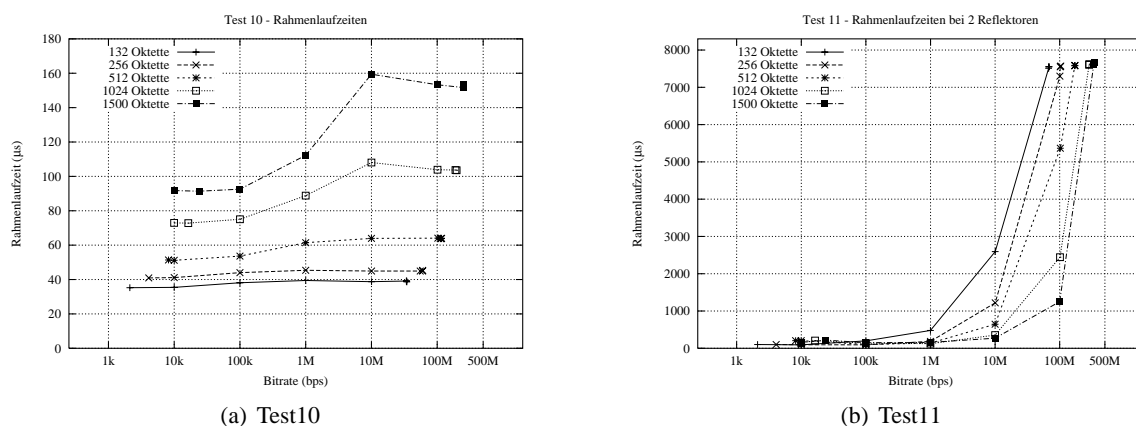 Test 10 - Rahmenlaufzeiten
180
160
140
120
100
80
60
40
20
0
Rahmenlaufzeit (µs)
132 Oktette
256 Oktette
512 Oktette
1024 Oktette
1500 Oktette
1k 10k 100k 1M 10M 100M 500M
Bitrate (bps)
(a) Test10
Test 11 - Rahmenlaufzeiten bei 2 Reflektoren
8000
7000
6000
5000
4000
3000
2000
1000
0
Rahmenlaufzeit (µs)
132 Oktette
256 Oktette
512 Oktette
1024 Oktette
1500 Oktette
1k 10k 100k 1M 10M 100M 500M
Bitrate (bps)
(b) Test11